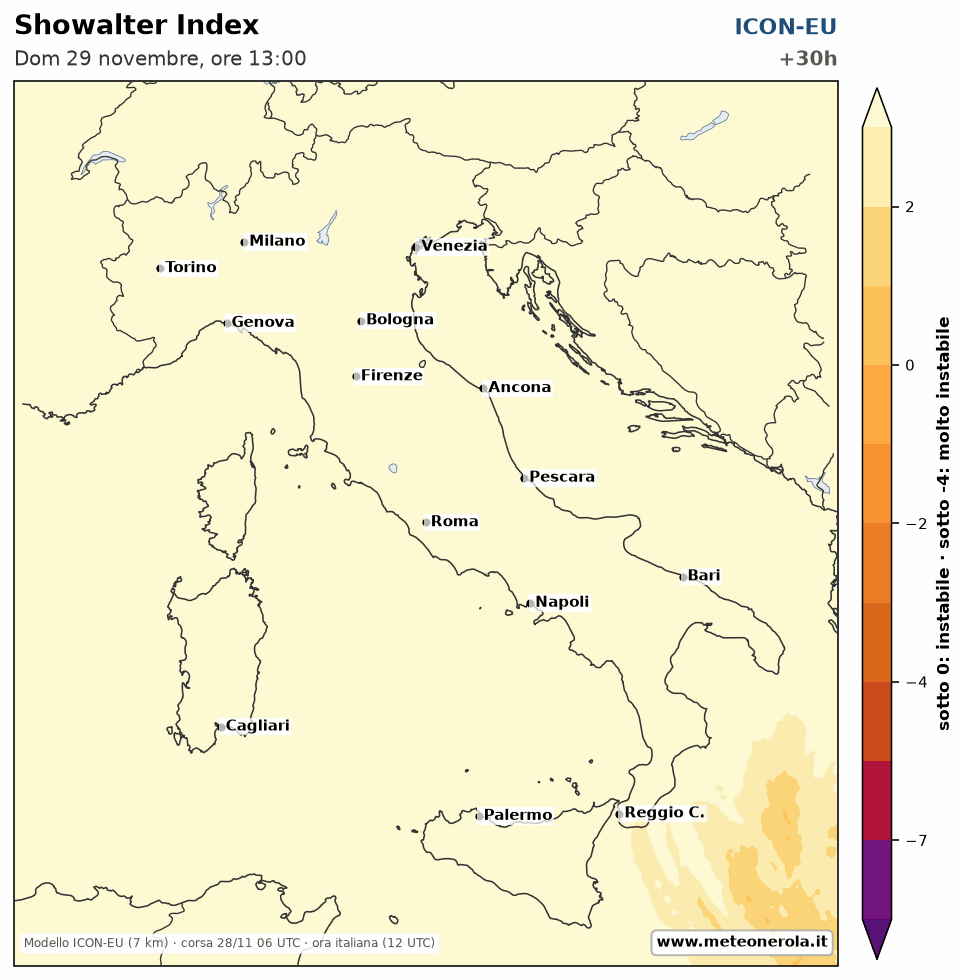 Showalter Index
ICON-EU
Dom 29 novembre, ore 13:00
+30h
Milano
Venezia
Torino
Genova
Bologna
Firenze
Ancona
Pescara
Roma
Bari
Napoli
Cagliari
Palermo
Reggio C.
2
0
−2
−4
−7
sotto 0: instabile · sotto -4: molto instabile
Modello ICON-EU (7 km) · corsa 28/11 06 UTC · ora italiana (12 UTC)
www.meteonerola.it